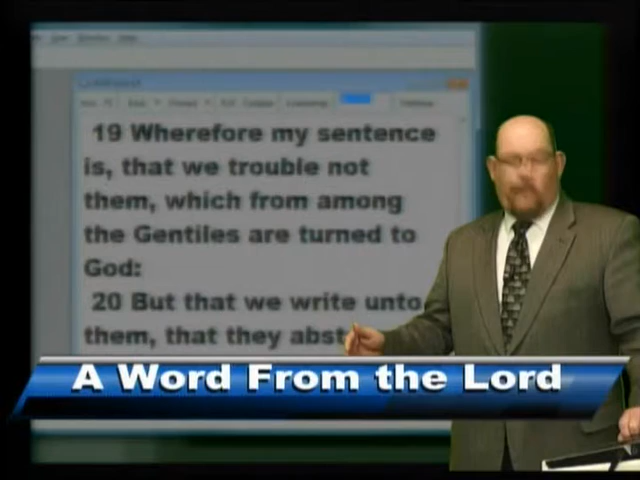 19 Wherefore my sentence
is, that we trouble not
them, which from among
the Gentiles are turned to
God:
20 But that we write unto
them, that they abst
A Word From the Lord